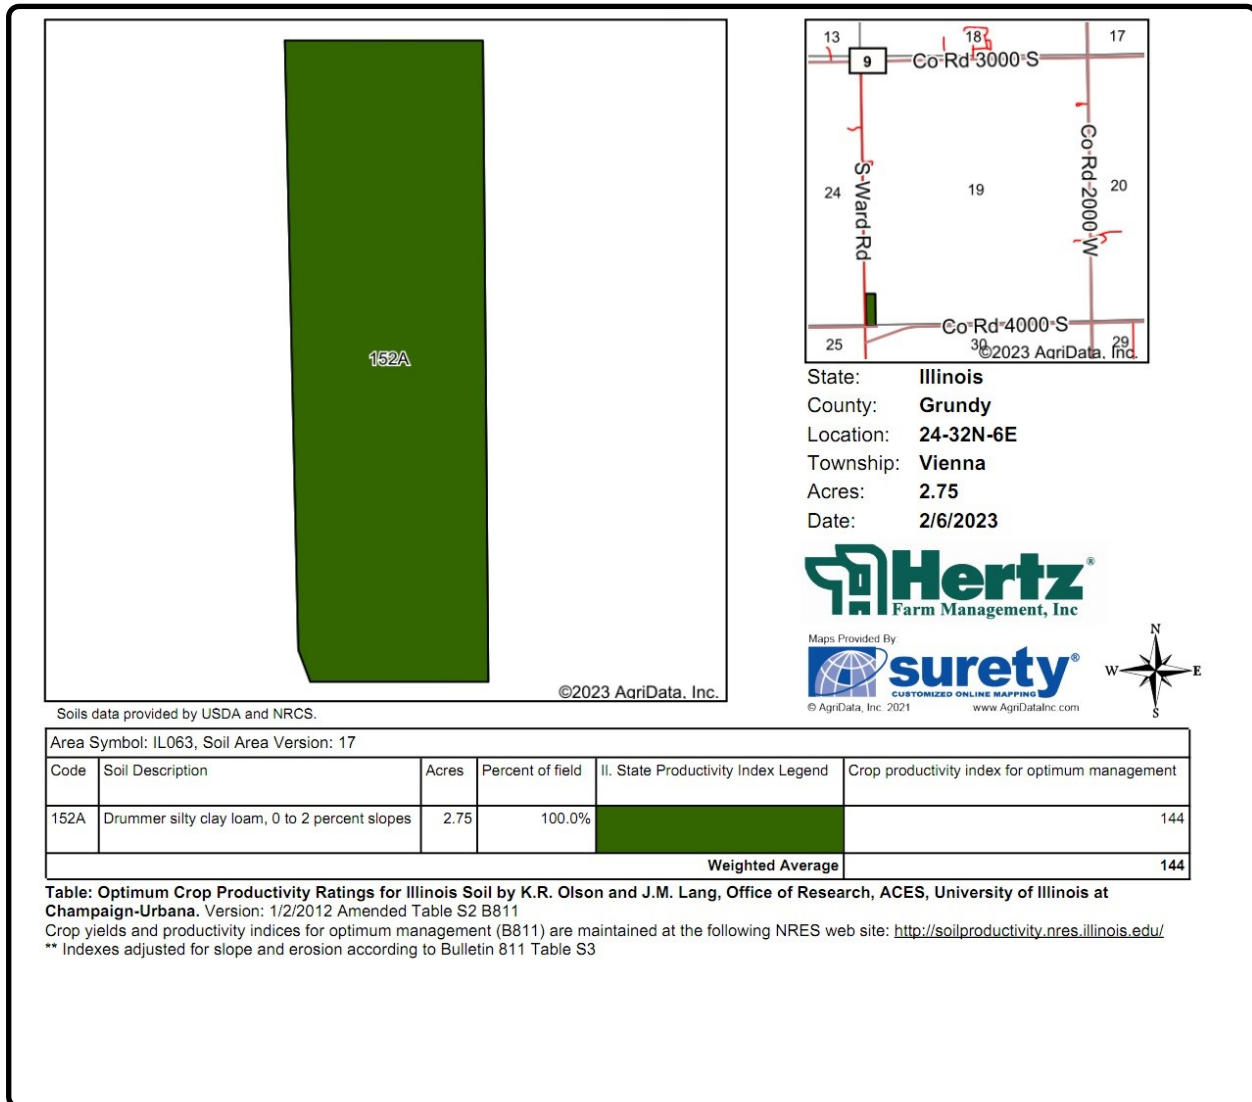 152A
©2023 AgriData, Inc.
Soils data provided by USDA and NRCS.
13
18
17
9
Co Rd 3000 S
S Ward Rd
Co Rd 2000 W
24
19
20
Co Rd 4000 S
25
30
29
©2023 AgriData, Inc.
State: Illinois
County: Grundy
Location: 24-32N-6E
Township: Vienna
Acres: 2.75
Date: 2/6/2023
Hertz®
Farm Management, Inc
Maps Provided By:
surety®
CUSTOMIZED ONLINE MAPPING
© AgriData, Inc. 2021 www.AgriDataInc.com
N
W E
S
Area Symbol: IL063, Soil Area Version: 17
Code Soil Description Acres Percent of field II. State Productivity Index Legend Crop productivity index for optimum management
152A Drummer silty clay loam, 0 to 2 percent slopes 2.75 100.0% 144
Weighted Average 144
Table: Optimum Crop Productivity Ratings for Illinois Soil by K.R. Olson and J.M. Lang, Office of Research, ACES, University of Illinois at
Champaign-Urbana. Version: 1/2/2012 Amended Table S2 B811
Crop yields and productivity indices for optimum management (B811) are maintained at the following NRES web site: http://soilproductivity.nres.illinois.edu/
** Indexes adjusted for slope and erosion according to Bulletin 811 Table S3